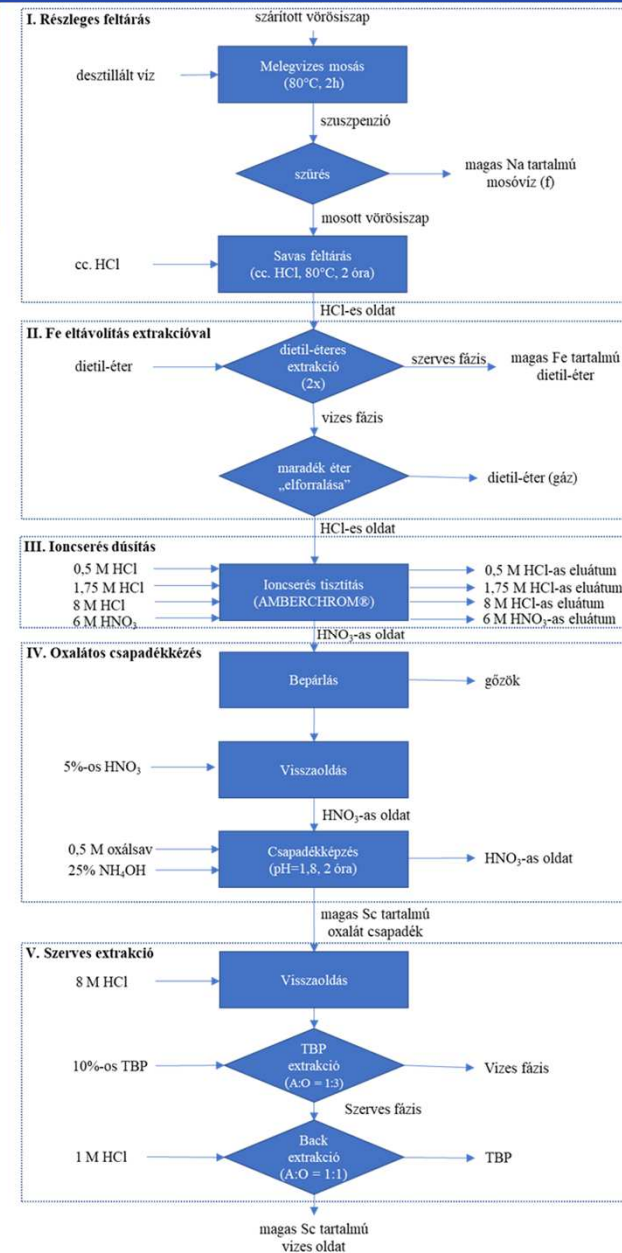 I. Részleges feltárás
szárított vörösiszap
desztillált víz
Melegvizes mosás
(80°C, 2h)
szuszpenzió
szűrés
magas Na tartalmú
mosóvíz (f)
mosott vörösiszap
cc. HCl
Savas feltárás
(cc. HCl, 80°C, 2 óra)
HCl-es oldat
II. Fe eltávolítás extrakcióval
dietil-éter
dietil-éteres
extrakció
(2x)
szerves fázis
magas Fe tartalmú
dietil-éter
vizes fázis
maradék éter
„elforralása”
dietil-éter (gáz)
HCl-es oldat
III. Ioncserés dúsítás
0,5 M HCl
1,75 M HCl
8 M HCl
6 M HNO₃
Ioncserés tisztítás
(AMBERCHROM®)
0,5 M HCl-as eluátum
1,75 M HCl-as eluátum
8 M HCl-as eluátum
6 M HNO₃-as eluátum
HNO₃-as oldat
IV. Oxalátos csapadékkézés
Bepárlás
gőzök
5%-os HNO₃
Visszaoldás
HNO₃-as oldat
0,5 M oxálsav
25% NH₄OH
Csapadékképzés
(pH=1,8, 2 óra)
HNO₃-as oldat
magas Sc tartalmú
oxalát csapadék
V. Szerves extrakció
8 M HCl
Visszaoldás
10%-os TBP
TBP
extrakció
(A:O = 1:3)
Vizes fázis
Szerves fázis
1 M HCl
Back
extrakció
(A:O = 1:1)
TBP
magas Sc tartalmú
vizes oldat